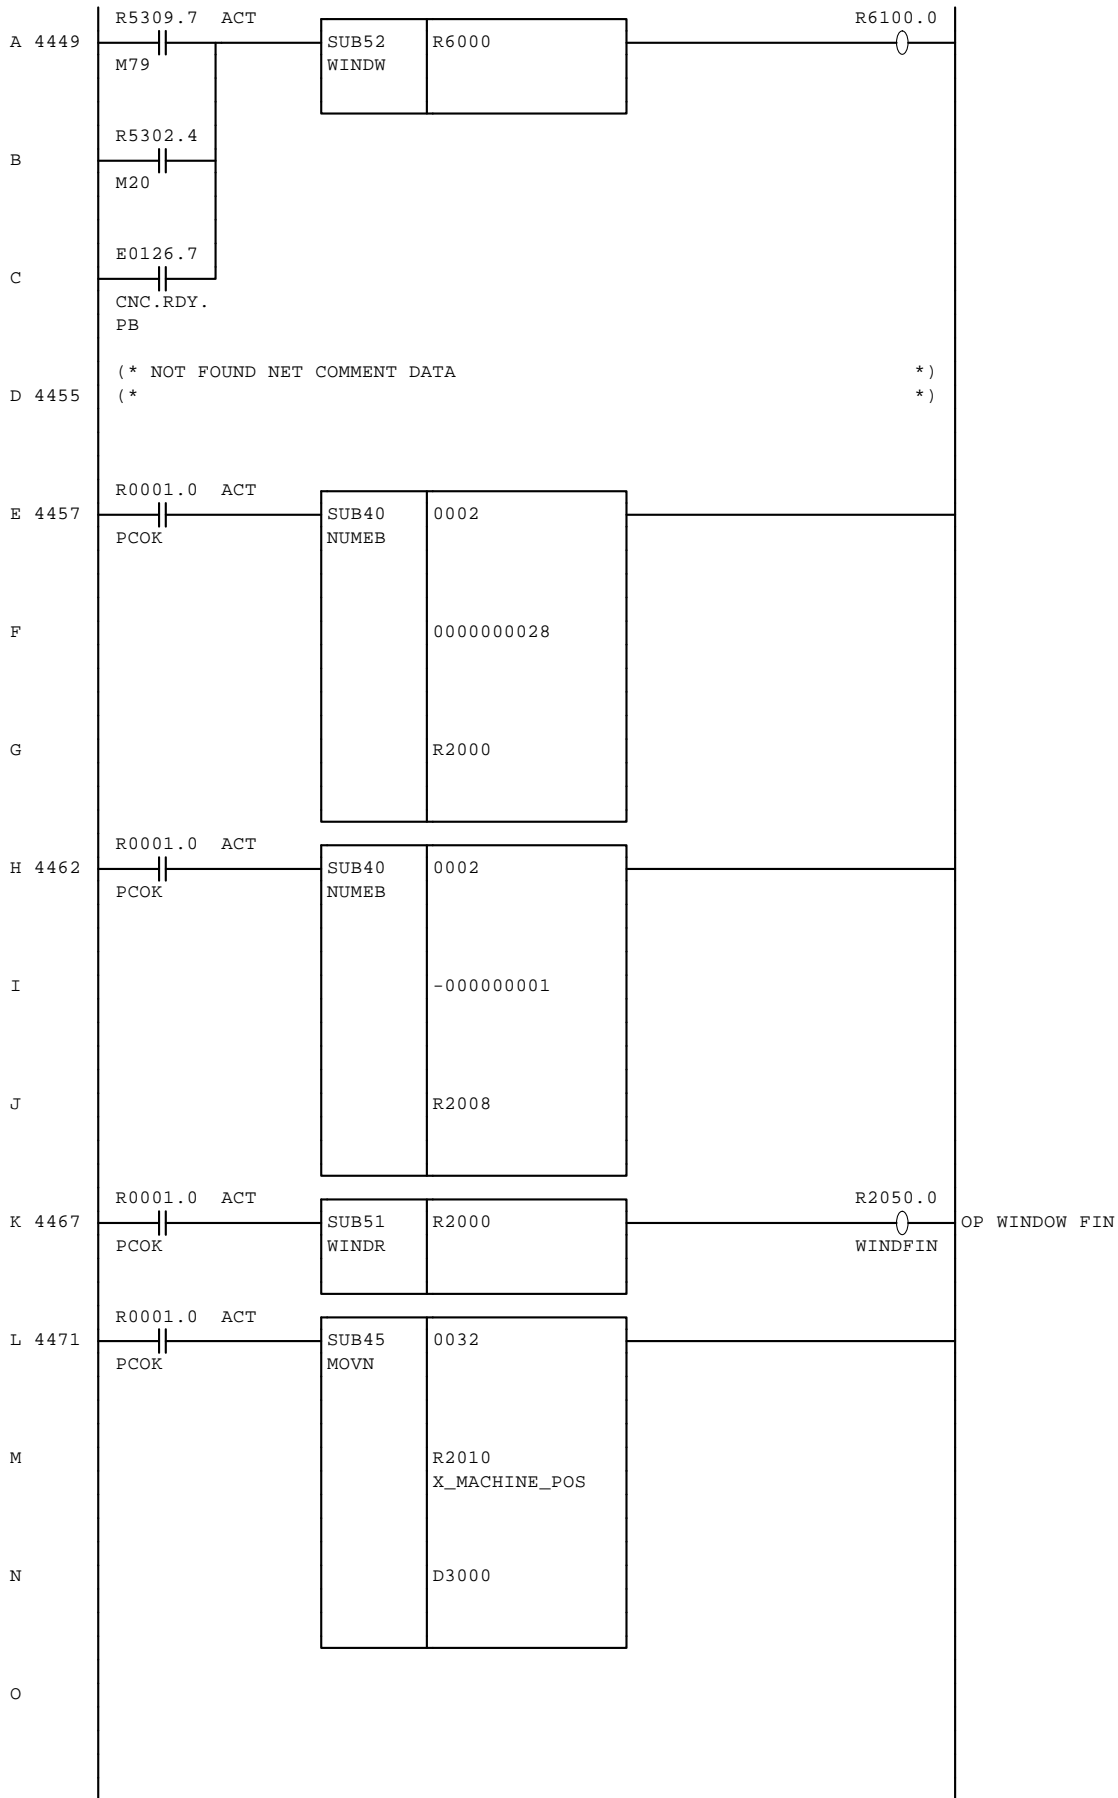 R5309.7 ACT R6100.0
A 4449 SUB52 R6000
M79 WINDW
R5302.4
B
M20
E0126.7
C
CNC.RDY.
PB
(* NOT FOUND NET COMMENT DATA *)
D 4455 (* *)
R0001.0 ACT
E 4457 SUB40 0002
PCOK NUMEB
F 0000000028
G R2000
R0001.0 ACT
H 4462 SUB40 0002
PCOK NUMEB
I -000000001
J R2008
R0001.0 ACT R2050.0
K 4467 SUB51 R2000 OP WINDOW FIN
PCOK WINDR WINDFIN
R0001.0 ACT
L 4471 SUB45 0032
PCOK MOVN
M R2010
X_MACHINE_POS
N D3000
O